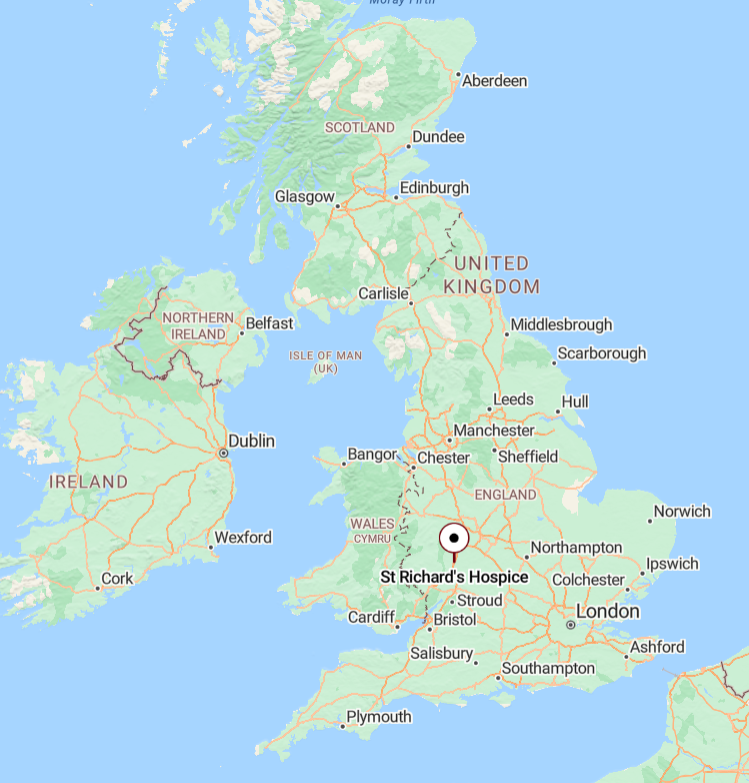 Moray Firth
Aberdeen
SCOTLAND
Dundee
Edinburgh
Glasgow
UNITED
KINGDOM
Carlisle
NORTHERN
IRELAND
Belfast
Middlesbrough
ISLE OF MAN
(UK)
Scarborough
Leeds
Hull
Manchester
Dublin
Bangor
Chester
Sheffield
IRELAND
ENGLAND
Norwich
WALES
CYMRU
Wexford
Northampton
Ipswich
Cork
St Richard's Hospice
Colchester
Stroud
London
Cardiff
Bristol
Salisbury
Ashford
Southampton
Plymouth